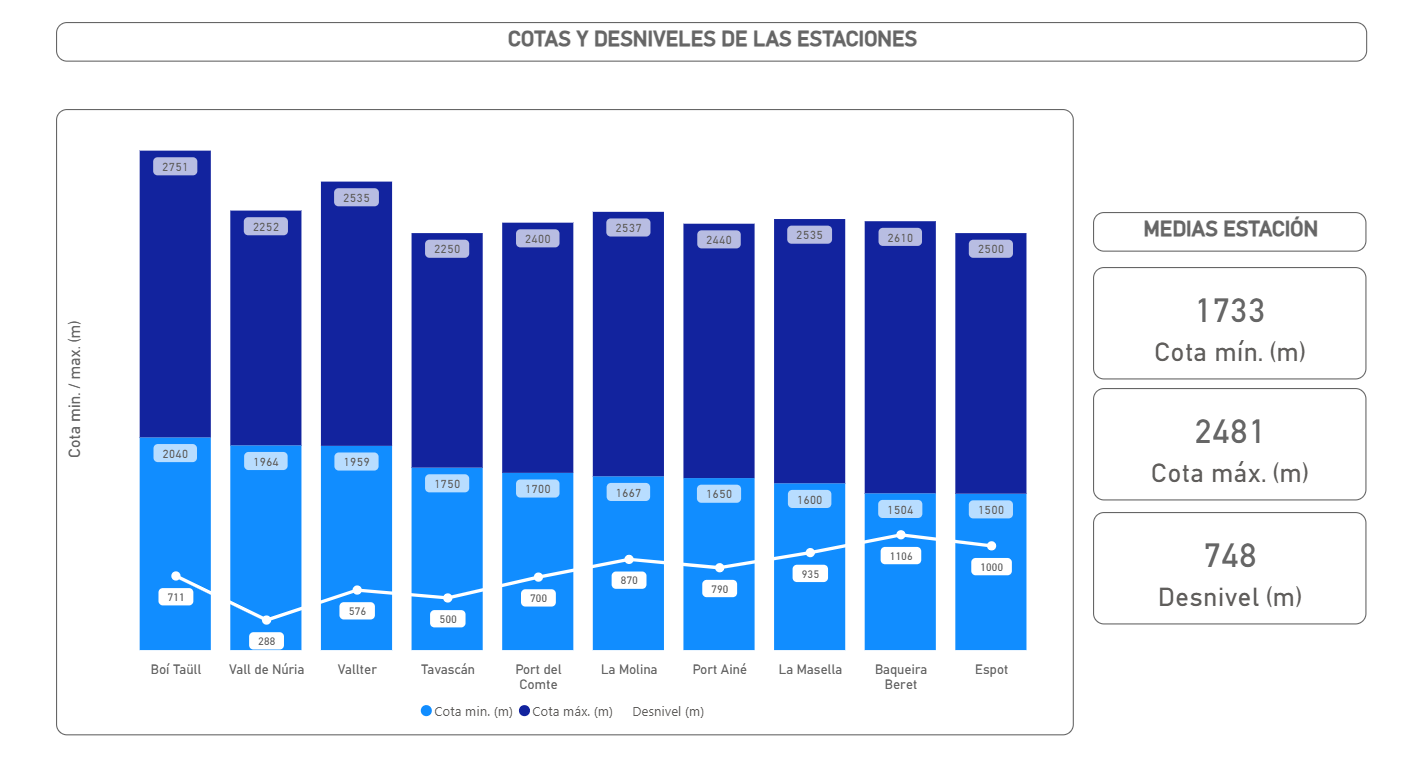 COTAS Y DESNIVELES DE LAS ESTACIONES
Cota min. / max. (m)
2751 2252 2535 2250 2400 2537 2440 2535 2610 2500
2040 1964 1959 1750 1700 1667 1650 1600 1504 1500
711 288 576 500 700 870 790 935 1106 1000
Boí Taüll Vall de Núria Vallter Tavascán Port del Comte La Molina Port Ainé La Masella Baqueira Beret Espot
Cota min. (m) Cota máx. (m) Desnivel (m)
MEDIAS ESTACIÓN
1733
Cota mín. (m)
2481
Cota máx. (m)
748
Desnivel (m)